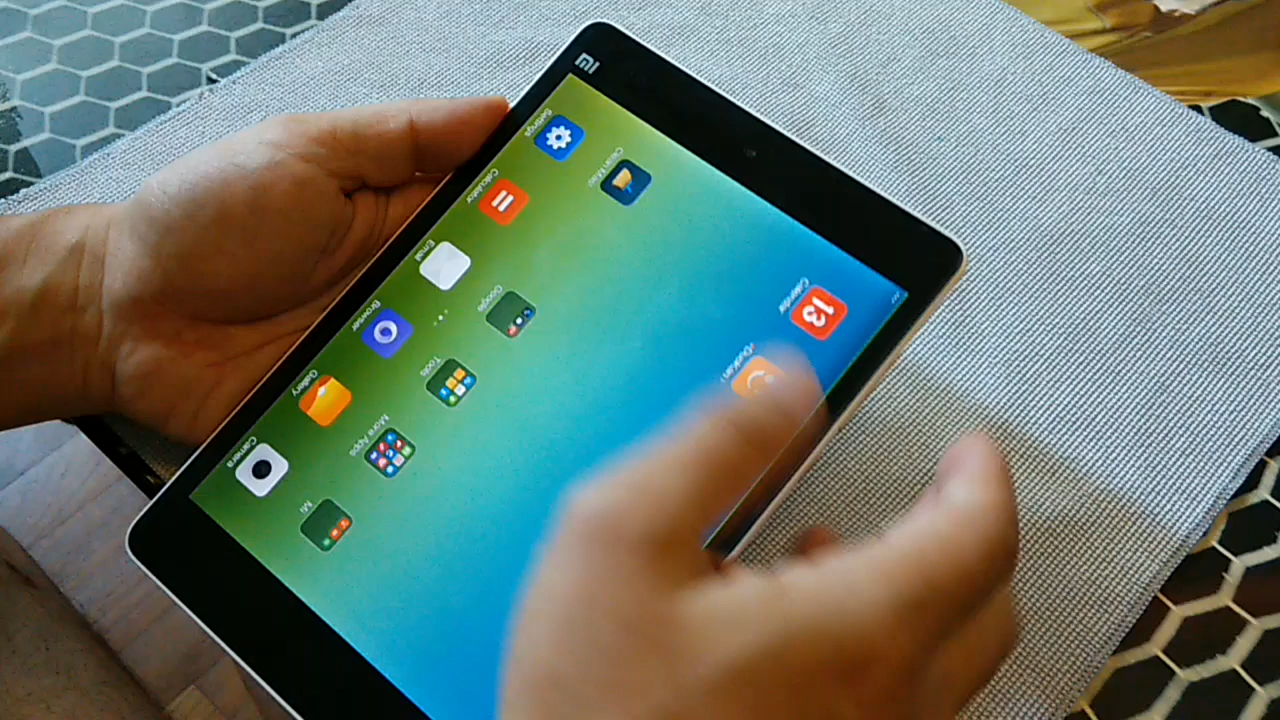 mi
Settings
Calculator
Email
Browser
Gallery
Camera
Google
Tools
More Apps
Mi
Calendar
13